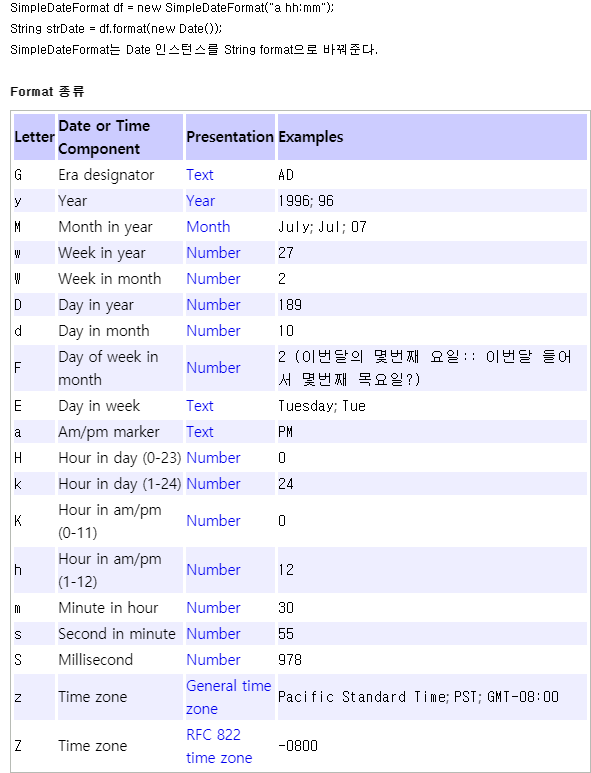 SimpleDateFormat df = new SimpleDateFormat("a hh:mm");
String strDate = df.format(new Date());
SimpleDateFormat는 Date 인스턴스를 String format으로 바꿔준다.
Format 종류
Letter Date or Time Component Presentation Examples
G Era designator Text AD
y Year Year 1996; 96
M Month in year Month July; Jul; 07
w Week in year Number 27
W Week in month Number 2
D Day in year Number 189
d Day in month Number 10
F Day of week in month Number 2 (이번달의 몇번째 요일:: 이번달 들어서 몇번째 목요일?)
E Day in week Text Tuesday; Tue
a Am/pm marker Text PM
H Hour in day (0-23) Number 0
k Hour in day (1-24) Number 24
K Hour in am/pm (0-11) Number 0
h Hour in am/pm (1-12) Number 12
m Minute in hour Number 30
s Second in minute Number 55
S Millisecond Number 978
z Time zone General time zone Pacific Standard Time; PST; GMT-08:00
Z Time zone RFC 822 time zone -0800